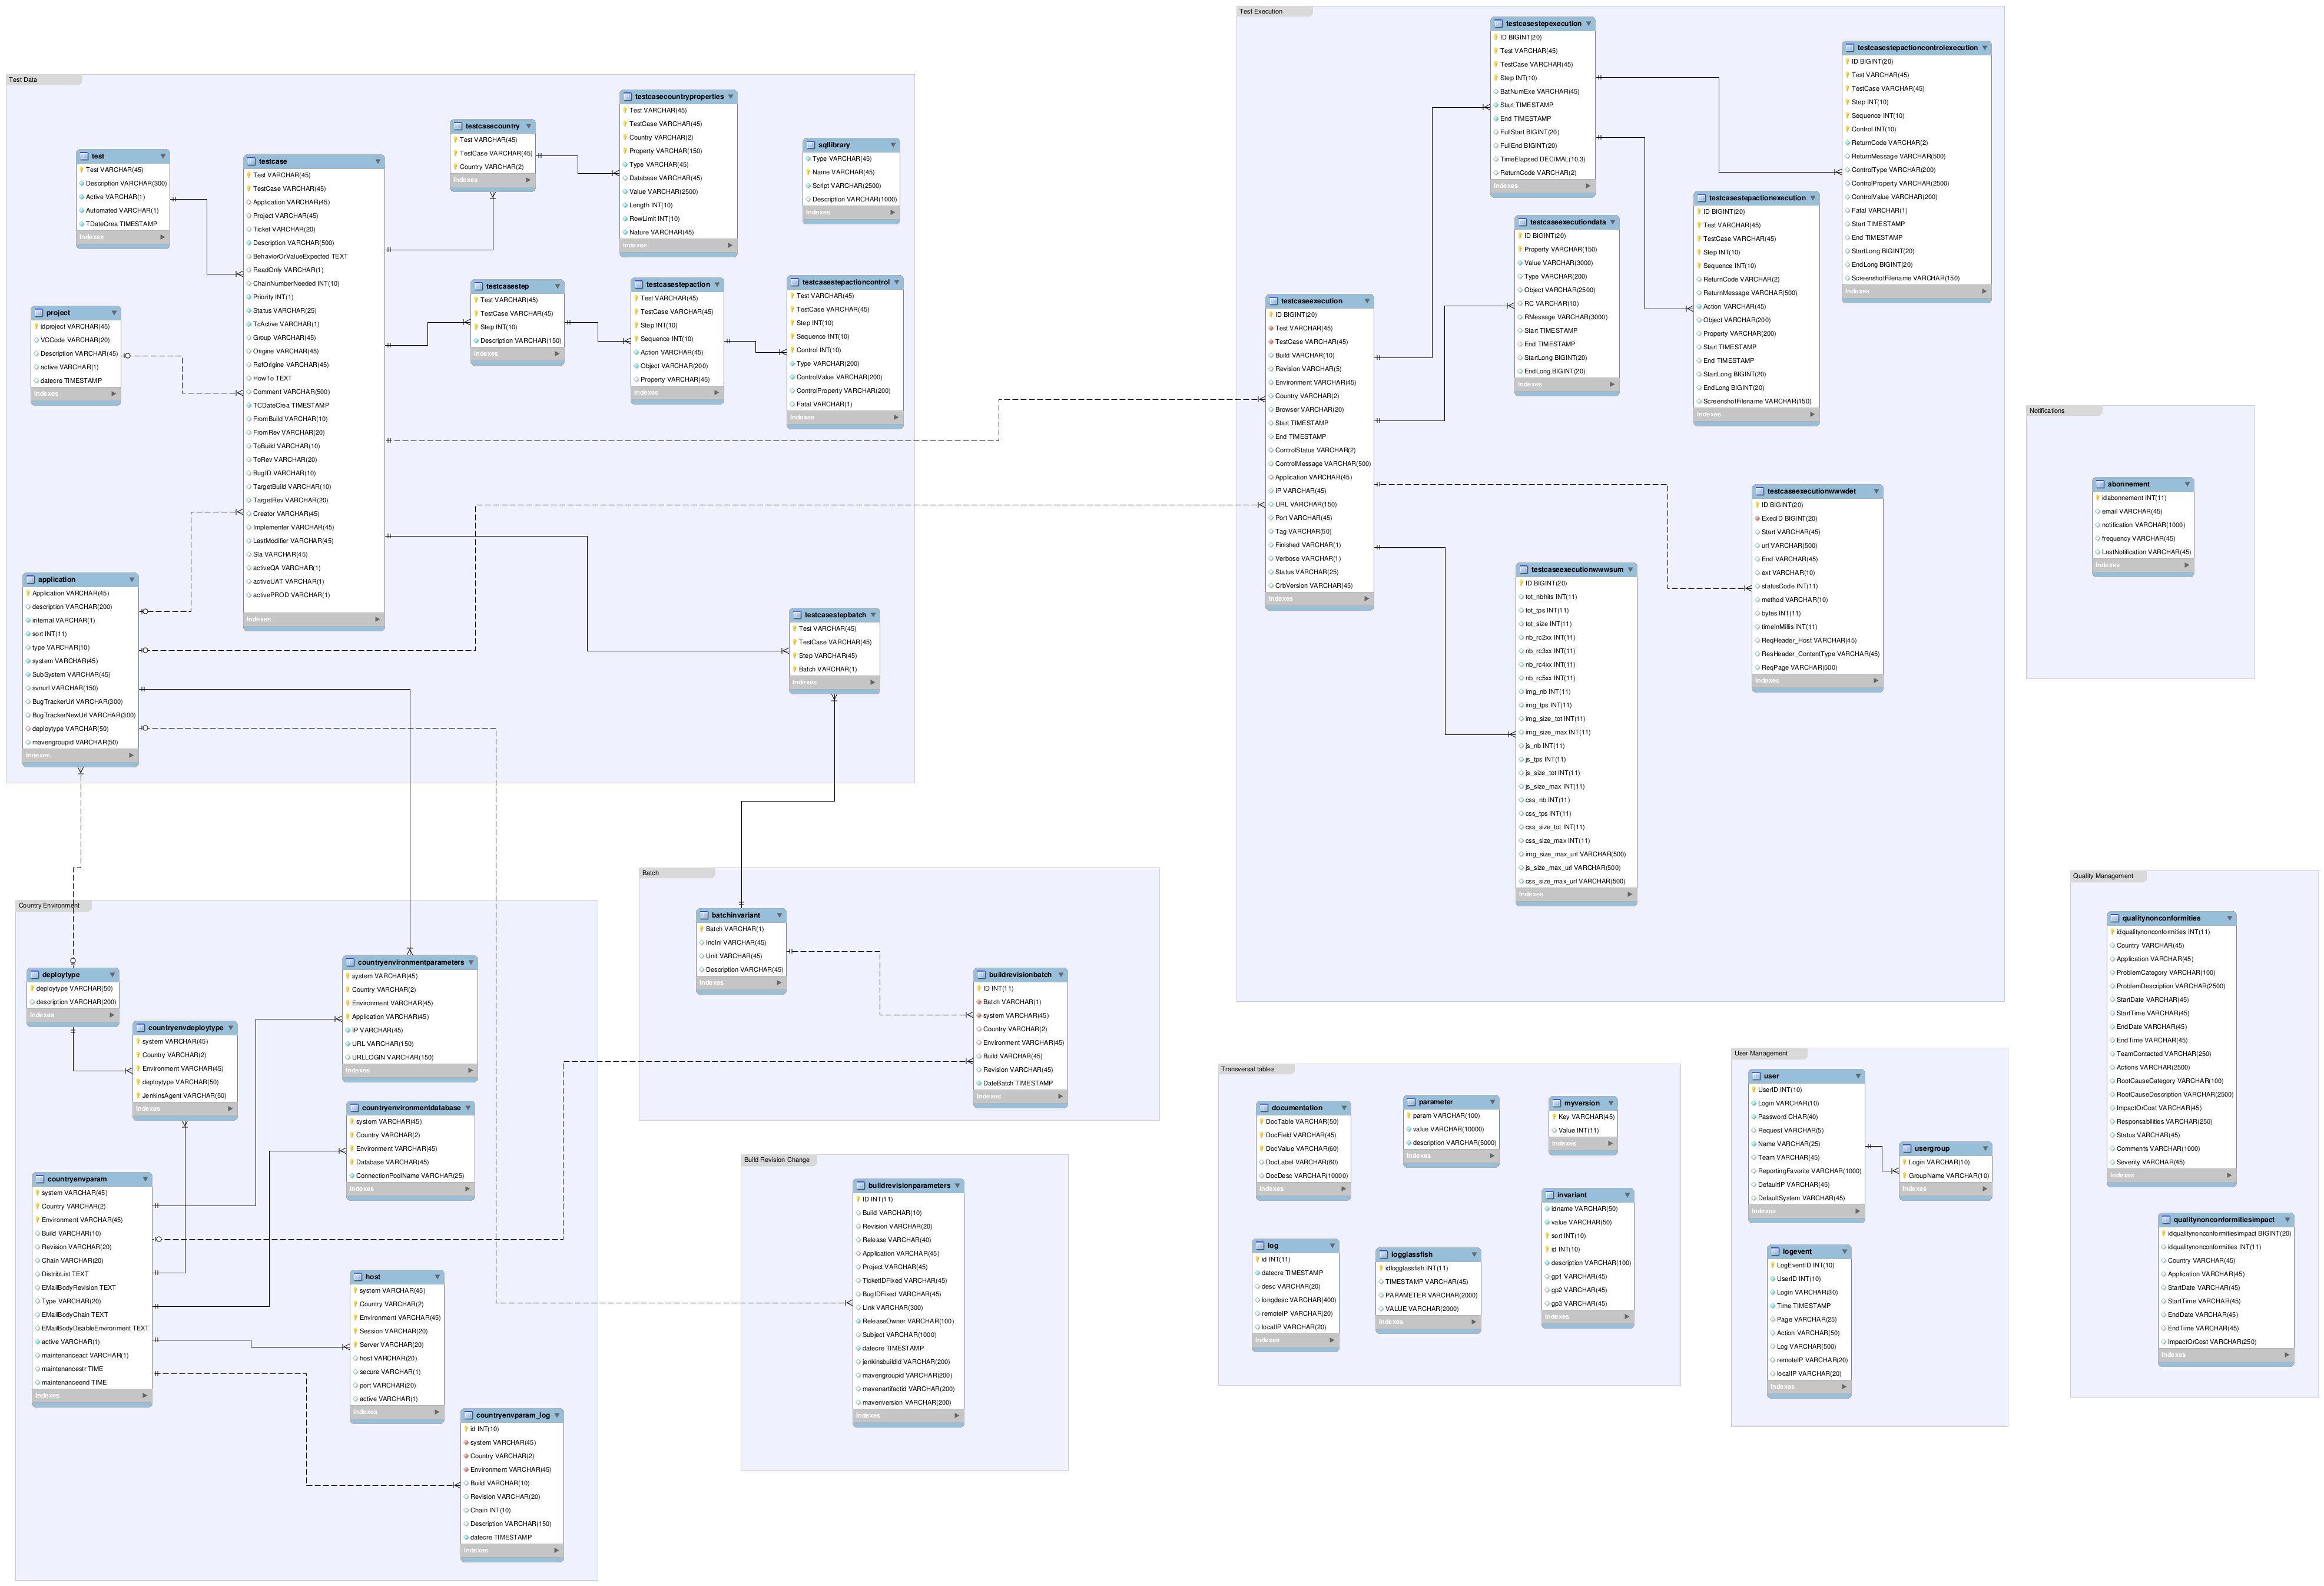 Test Data
test
Test VARCHAR(45)
Description VARCHAR(300)
Active VARCHAR(1)
Automated VARCHAR(1)
TDateCrea TIMESTAMP
Indexes
project
idproject VARCHAR(45)
VCCode VARCHAR(20)
Description VARCHAR(45)
active VARCHAR(1)
datecre TIMESTAMP
Indexes
testcase
Test VARCHAR(45)
TestCase VARCHAR(45)
Application VARCHAR(45)
Project VARCHAR(45)
Ticket VARCHAR(20)
Description VARCHAR(500)
BehaviorOrValueExpected TEXT
ReadOnly VARCHAR(1)
ChainNumberNeeded INT(10)
Priority INT(1)
Status VARCHAR(25)
TcActive VARCHAR(1)
Group VARCHAR(45)
Origine VARCHAR(45)
RefOrigine VARCHAR(45)
HowTo TEXT
Comment VARCHAR(500)
TCDateCrea TIMESTAMP
FromBuild VARCHAR(10)
FromRev VARCHAR(20)
ToBuild VARCHAR(10)
ToRev VARCHAR(20)
BugID VARCHAR(10)
TargetBuild VARCHAR(10)
TargetRev VARCHAR(20)
Creator VARCHAR(45)
Implementer VARCHAR(45)
LastModifier VARCHAR(45)
Sla VARCHAR(45)
activeQA VARCHAR(1)
activeUAT VARCHAR(1)
activePROD VARCHAR(1)
Indexes
testcasecountry
Test VARCHAR(45)
TestCase VARCHAR(45)
Country VARCHAR(2)
Indexes
testcasecountryproperties
Test VARCHAR(45)
TestCase VARCHAR(45)
Country VARCHAR(2)
Property VARCHAR(150)
Type VARCHAR(45)
Database VARCHAR(45)
Value VARCHAR(2500)
Length INT(10)
RowLimit INT(10)
Nature VARCHAR(45)
Indexes
sqllibrary
Type VARCHAR(45)
Name VARCHAR(45)
Script VARCHAR(2500)
Description VARCHAR(1000)
Indexes
testcasestep
Test VARCHAR(45)
TestCase VARCHAR(45)
Step INT(10)
Description VARCHAR(150)
Indexes
testcasestepaction
Test VARCHAR(45)
TestCase VARCHAR(45)
Step INT(10)
Sequence INT(10)
Action VARCHAR(45)
Object VARCHAR(200)
Property VARCHAR(45)
Indexes
testcasestepactioncontrol
Test VARCHAR(45)
TestCase VARCHAR(45)
Step INT(10)
Sequence INT(10)
Control INT(10)
Type VARCHAR(200)
ControlValue VARCHAR(200)
ControlProperty VARCHAR(200)
Fatal VARCHAR(1)
Indexes
application
Application VARCHAR(45)
description VARCHAR(200)
internal VARCHAR(1)
sort INT(11)
type VARCHAR(10)
system VARCHAR(45)
SubSystem VARCHAR(45)
svnurl VARCHAR(150)
BugTrackerUrl VARCHAR(300)
BugTrackerNewUrl VARCHAR(300)
deploytype VARCHAR(50)
mavengroupid VARCHAR(50)
Indexes
testcasestepbatch
Test VARCHAR(45)
TestCase VARCHAR(45)
Step VARCHAR(45)
Batch VARCHAR(1)
Indexes
Test Execution
testcasestepexecution
ID BIGINT(20)
Test VARCHAR(45)
TestCase VARCHAR(45)
Step INT(10)
BatNumExe VARCHAR(45)
Start TIMESTAMP
End TIMESTAMP
FullStart BIGINT(20)
FullEnd BIGINT(20)
TimeElapsed DECIMAL(10,3)
ReturnCode VARCHAR(2)
Indexes
testcasestepactioncontrolexecution
ID BIGINT(20)
Test VARCHAR(45)
TestCase VARCHAR(45)
Step INT(10)
Sequence INT(10)
Control INT(10)
ReturnCode VARCHAR(2)
ReturnMessage VARCHAR(500)
ControlType VARCHAR(200)
ControlProperty VARCHAR(2500)
ControlValue VARCHAR(200)
Fatal VARCHAR(1)
Start TIMESTAMP
End TIMESTAMP
StartLong BIGINT(20)
EndLong BIGINT(20)
ScreenshotFilename VARCHAR(150)
Indexes
testcaseexecutiondata
ID BIGINT(20)
Property VARCHAR(150)
Value VARCHAR(3000)
Type VARCHAR(200)
Object VARCHAR(2500)
RC VARCHAR(10)
RMessage VARCHAR(3000)
Start TIMESTAMP
End TIMESTAMP
StartLong BIGINT(20)
EndLong BIGINT(20)
Indexes
testcasestepactionexecution
ID BIGINT(20)
Test VARCHAR(45)
TestCase VARCHAR(45)
Step INT(10)
Sequence INT(10)
ReturnCode VARCHAR(2)
ReturnMessage VARCHAR(500)
Action VARCHAR(45)
Object VARCHAR(200)
Property VARCHAR(200)
Start TIMESTAMP
End TIMESTAMP
StartLong BIGINT(20)
EndLong BIGINT(20)
ScreenshotFilename VARCHAR(150)
Indexes
testcaseexecution
ID BIGINT(20)
Test VARCHAR(45)
TestCase VARCHAR(45)
Build VARCHAR(10)
Revision VARCHAR(5)
Environment VARCHAR(45)
Country VARCHAR(2)
Browser VARCHAR(20)
Start TIMESTAMP
End TIMESTAMP
ControlStatus VARCHAR(2)
ControlMessage VARCHAR(500)
Application VARCHAR(45)
IP VARCHAR(45)
URL VARCHAR(150)
Port VARCHAR(45)
Tag VARCHAR(50)
Finished VARCHAR(1)
Verbose VARCHAR(1)
Status VARCHAR(25)
CrbVersion VARCHAR(45)
Indexes
testcaseexecutionwwwdet
ID BIGINT(20)
ExecID BIGINT(20)
Start VARCHAR(45)
url VARCHAR(500)
End VARCHAR(45)
ext VARCHAR(10)
statusCode INT(11)
method VARCHAR(10)
bytes INT(11)
timeInMillis INT(11)
ReqHeader_Host VARCHAR(45)
ResHeader_ContentType VARCHAR(45)
ReqPage VARCHAR(500)
Indexes
testcaseexecutionwwwsum
ID BIGINT(20)
tot_nbhits INT(11)
tot_tps INT(11)
tot_size INT(11)
nb_rc2xx INT(11)
nb_rc3xx INT(11)
nb_rc4xx INT(11)
nb_rc5xx INT(11)
img_nb INT(11)
img_tps INT(11)
img_size_tot INT(11)
img_size_max INT(11)
js_nb INT(11)
js_tps INT(11)
js_size_tot INT(11)
js_size_max INT(11)
css_nb INT(11)
css_tps INT(11)
css_size_tot INT(11)
css_size_max INT(11)
img_size_max_url VARCHAR(500)
js_size_max_url VARCHAR(500)
css_size_max_url VARCHAR(500)
Indexes
Notifications
abonnement
idabonnement INT(11)
email VARCHAR(45)
notification VARCHAR(1000)
frequency VARCHAR(45)
LastNotification VARCHAR(45)
Indexes
Country Environment
deploytype
deploytype VARCHAR(50)
description VARCHAR(200)
Indexes
countryenvdeploytype
system VARCHAR(45)
Country VARCHAR(2)
Environment VARCHAR(45)
deploytype VARCHAR(50)
JenkinsAgent VARCHAR(50)
Indexes
countryenvironmentparameters
system VARCHAR(45)
Country VARCHAR(2)
Environment VARCHAR(45)
Application VARCHAR(45)
IP VARCHAR(45)
URL VARCHAR(150)
URLLOGIN VARCHAR(150)
Indexes
countryenvironmentdatabase
system VARCHAR(45)
Country VARCHAR(2)
Environment VARCHAR(45)
Database VARCHAR(45)
ConnectionPoolName VARCHAR(25)
Indexes
countryenvparam
system VARCHAR(45)
Country VARCHAR(2)
Environment VARCHAR(45)
Build VARCHAR(10)
Revision VARCHAR(20)
Chain VARCHAR(20)
DistribList TEXT
EMailBodyRevision TEXT
Type VARCHAR(20)
EMailBodyChain TEXT
EMailBodyDisableEnvironment TEXT
active VARCHAR(1)
maintenanceact VARCHAR(1)
maintenancestr TIME
maintenanceend TIME
Indexes
host
system VARCHAR(45)
Country VARCHAR(2)
Environment VARCHAR(45)
Session VARCHAR(20)
Server VARCHAR(20)
host VARCHAR(20)
secure VARCHAR(1)
port VARCHAR(20)
active VARCHAR(1)
Indexes
countryenvparam_log
id INT(10)
system VARCHAR(45)
Country VARCHAR(2)
Environment VARCHAR(45)
Build VARCHAR(10)
Revision VARCHAR(20)
Chain INT(10)
Description VARCHAR(150)
datecre TIMESTAMP
Indexes
Batch
batchinvariant
Batch VARCHAR(1)
IncIni VARCHAR(45)
Unit VARCHAR(45)
Description VARCHAR(45)
Indexes
buildrevisionbatch
ID INT(11)
Batch VARCHAR(1)
system VARCHAR(45)
Country VARCHAR(2)
Environment VARCHAR(45)
Build VARCHAR(45)
Revision VARCHAR(45)
DateBatch TIMESTAMP
Indexes
Build Revision Change
buildrevisionparameters
ID INT(11)
Build VARCHAR(10)
Revision VARCHAR(20)
Release VARCHAR(40)
Application VARCHAR(45)
Project VARCHAR(45)
TicketIDFixed VARCHAR(45)
BugIDFixed VARCHAR(45)
Link VARCHAR(300)
ReleaseOwner VARCHAR(100)
Subject VARCHAR(1000)
datecre TIMESTAMP
jenkinsbuildid VARCHAR(200)
mavengroupid VARCHAR(200)
mavenartifactid VARCHAR(200)
mavenversion VARCHAR(200)
Indexes
Transversal tables
documentation
DocTable VARCHAR(50)
DocField VARCHAR(45)
DocValue VARCHAR(60)
DocLabel VARCHAR(60)
DocDesc VARCHAR(10000)
Indexes
parameter
param VARCHAR(100)
value VARCHAR(10000)
description VARCHAR(5000)
Indexes
myversion
Key VARCHAR(45)
Value INT(11)
Indexes
log
id INT(11)
datecre TIMESTAMP
desc VARCHAR(20)
longdesc VARCHAR(400)
remoteIP VARCHAR(20)
localIP VARCHAR(20)
Indexes
logglassfish
idlogglassfish INT(11)
TIMESTAMP VARCHAR(45)
PARAMETER VARCHAR(2000)
VALUE VARCHAR(2000)
Indexes
invariant
idname VARCHAR(50)
value VARCHAR(50)
sort INT(10)
id INT(10)
description VARCHAR(100)
gp1 VARCHAR(45)
gp2 VARCHAR(45)
gp3 VARCHAR(45)
Indexes
User Management
user
UserID INT(10)
Login VARCHAR(10)
Password CHAR(40)
Request VARCHAR(5)
Name VARCHAR(25)
Team VARCHAR(45)
ReportingFavorite VARCHAR(1000)
DefaultIP VARCHAR(45)
DefaultSystem VARCHAR(45)
Indexes
usergroup
Login VARCHAR(10)
GroupName VARCHAR(10)
Indexes
logevent
LogEventID INT(10)
UserID INT(10)
Login VARCHAR(30)
Time TIMESTAMP
Page VARCHAR(25)
Action VARCHAR(50)
Log VARCHAR(500)
remoteIP VARCHAR(20)
localIP VARCHAR(20)
Indexes
Quality Management
qualitynonconformities
idqualitynonconformities INT(11)
Country VARCHAR(45)
Application VARCHAR(45)
ProblemCategory VARCHAR(100)
ProblemDescription VARCHAR(2500)
StartDate VARCHAR(45)
StartTime VARCHAR(45)
EndDate VARCHAR(45)
EndTime VARCHAR(45)
TeamContacted VARCHAR(250)
Actions VARCHAR(2500)
RootCauseCategory VARCHAR(100)
RootCauseDescription VARCHAR(2500)
ImpactOrCost VARCHAR(45)
Responsabilities VARCHAR(250)
Status VARCHAR(45)
Comments VARCHAR(1000)
Severity VARCHAR(45)
Indexes
qualitynonconformitiesimpact
idqualitynonconformitiesimpact BIGINT(20)
idqualitynonconformities INT(11)
Country VARCHAR(45)
Application VARCHAR(45)
StartDate VARCHAR(45)
StartTime VARCHAR(45)
EndDate VARCHAR(45)
EndTime VARCHAR(45)
ImpactOrCost VARCHAR(250)
Indexes